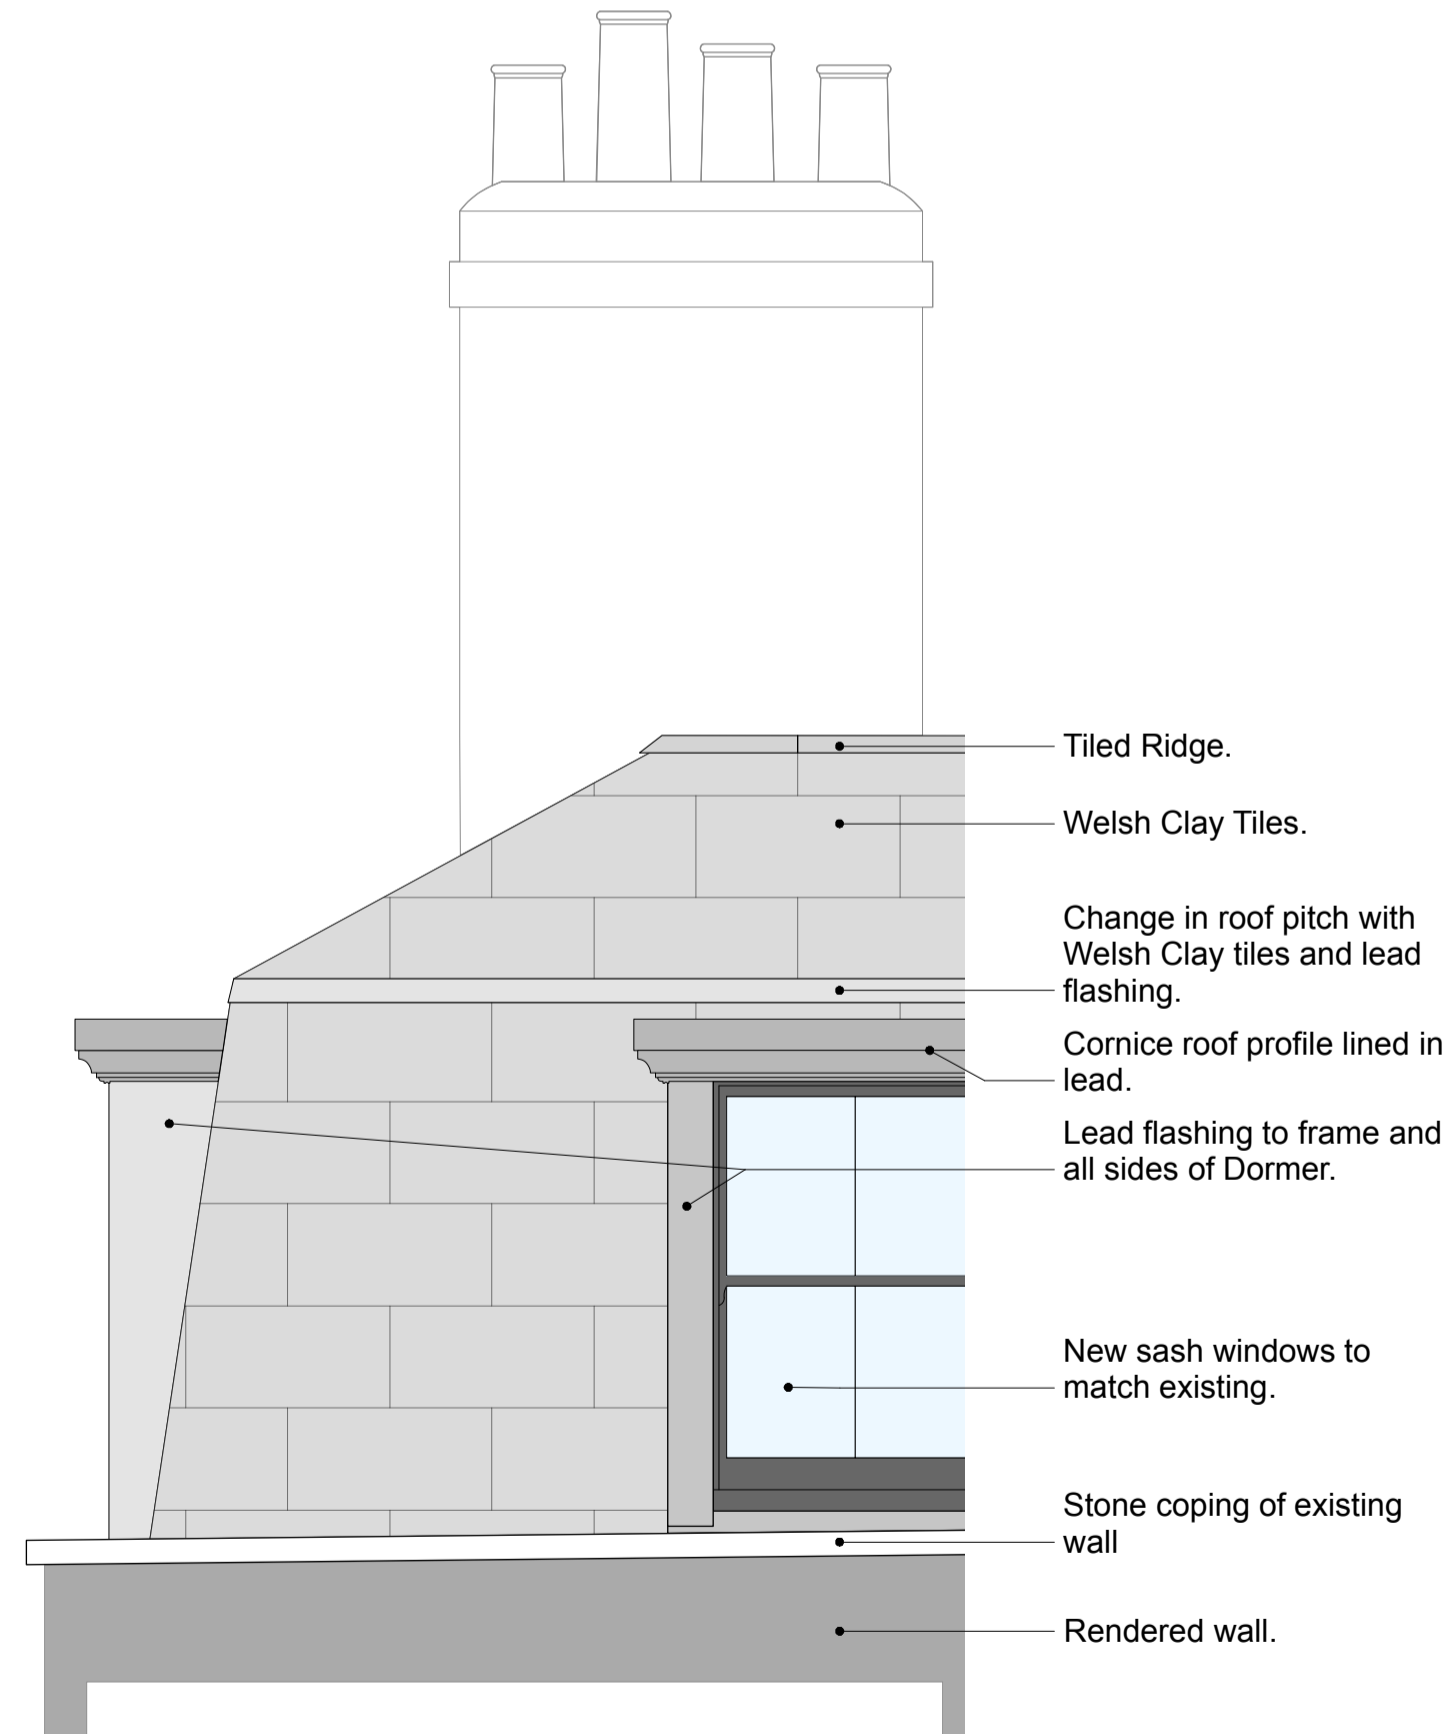 Tiled Ridge.
Welsh Clay Tiles.
Change in roof pitch with
Welsh Clay tiles and lead
flashing.
Cornice roof profile lined in
lead.
Lead flashing to frame and
all sides of Dormer.
New sash windows to
match existing.
Stone coping of existing
wall
Rendered wall.